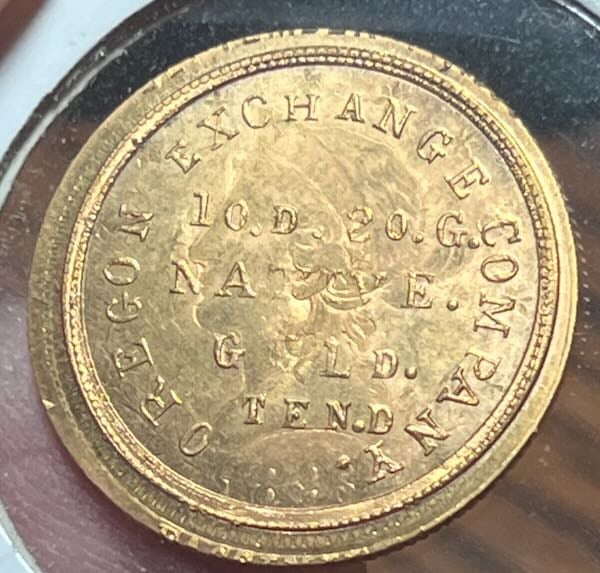 OREGON EXCHANGE COMPANY.
10.D. 20.G.
NATIVE.
GOLD.
TEN.D